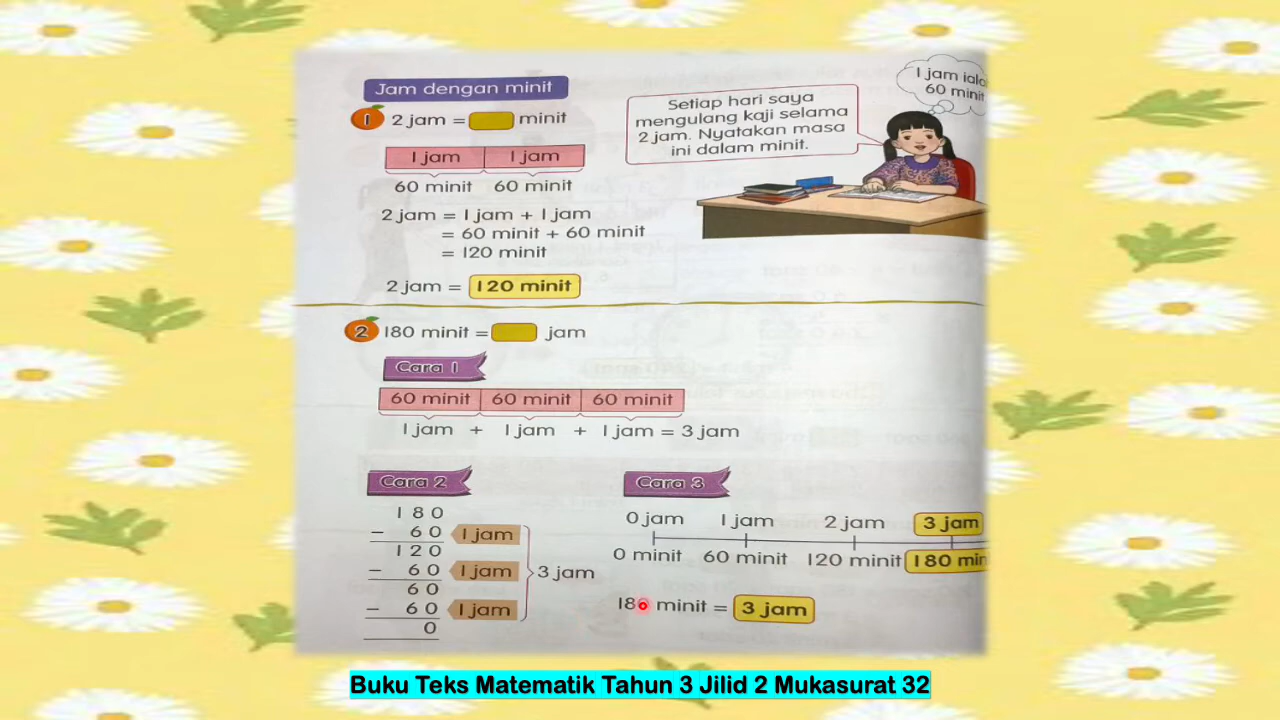 Jam dengan minit
1 2 jam = minit
1 jam 1 jam
60 minit 60 minit
2 jam = 1 jam + 1 jam
= 60 minit + 60 minit
= 120 minit
2 jam = 120 minit
Setiap hari saya
mengulang kaji selama
2 jam. Nyatakan masa
ini dalam minit.
1 jam
60 minit
2 180 minit = jam
Cara 1
60 minit 60 minit 60 minit
1 jam + 1 jam + 1 jam = 3 jam
Cara 2
180
- 60 1 jam
120
- 60 1 jam
60
- 60 1 jam
0
3 jam
Cara 3
0 jam 1 jam 2 jam 3 jam
0 minit 60 minit 120 minit 180
180 minit = 3 jam
Buku Teks Matematik Tahun 3 Jilid 2 Mukasurat 32